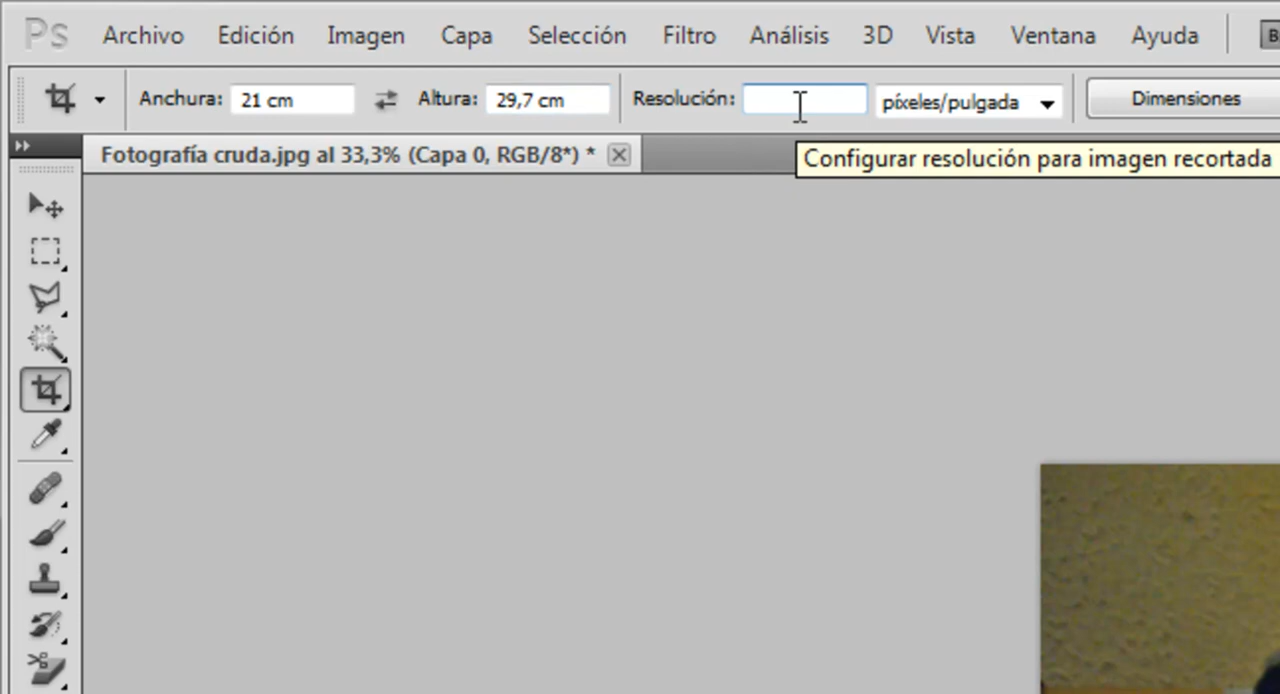 Ps Archivo Edición Imagen Capa Selección Filtro Análisis 3D Vista Ventana Ayuda B
Anchura: 21 cm Altura: 29,7 cm Resolución: píxeles/pulgada Dimensiones
Fotografía cruda.jpg al 33,3% (Capa 0, RGB/8*) *
Configurar resolución para imagen recortada